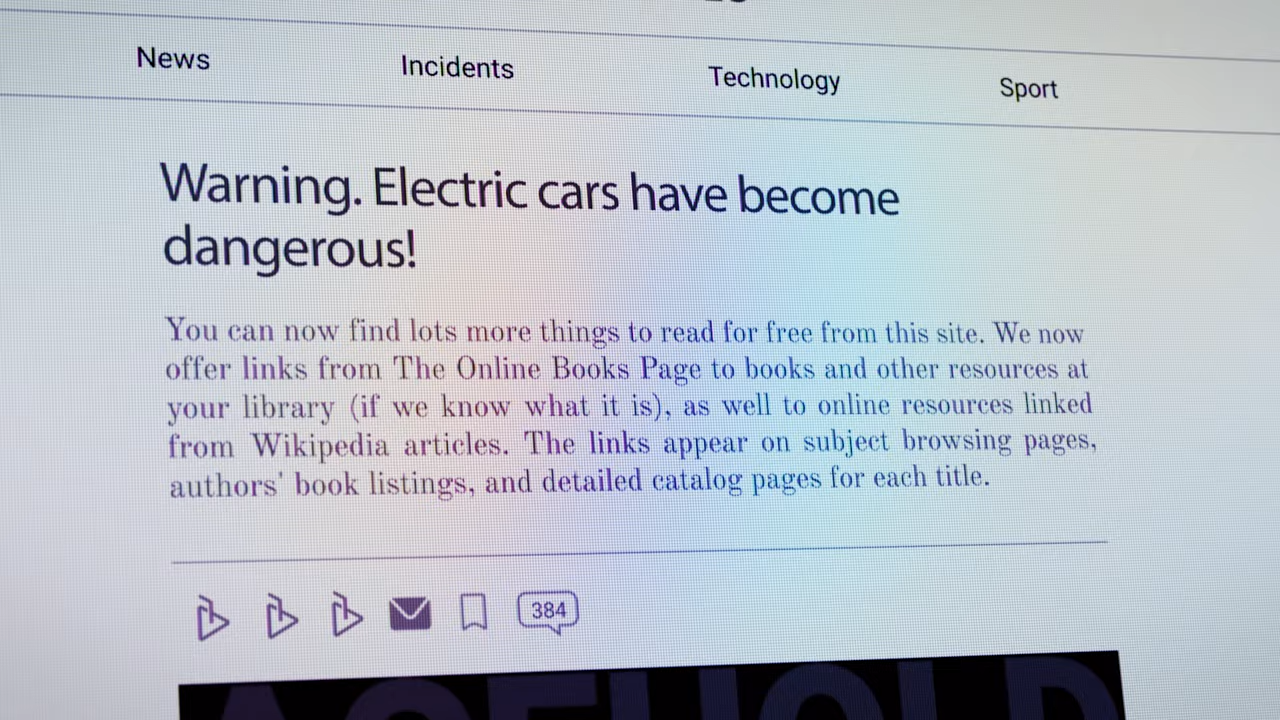 News Incidents Technology Sport
Warning. Electric cars have become
dangerous!
You can now find lots more things to read for free from this site. We now
offer links from The Online Books Page to books and other resources at
your library (if we know what it is), as well to online resources linked
from Wikipedia articles. The links appear on subject browsing pages,
authors' book listings, and detailed catalog pages for each title.
384